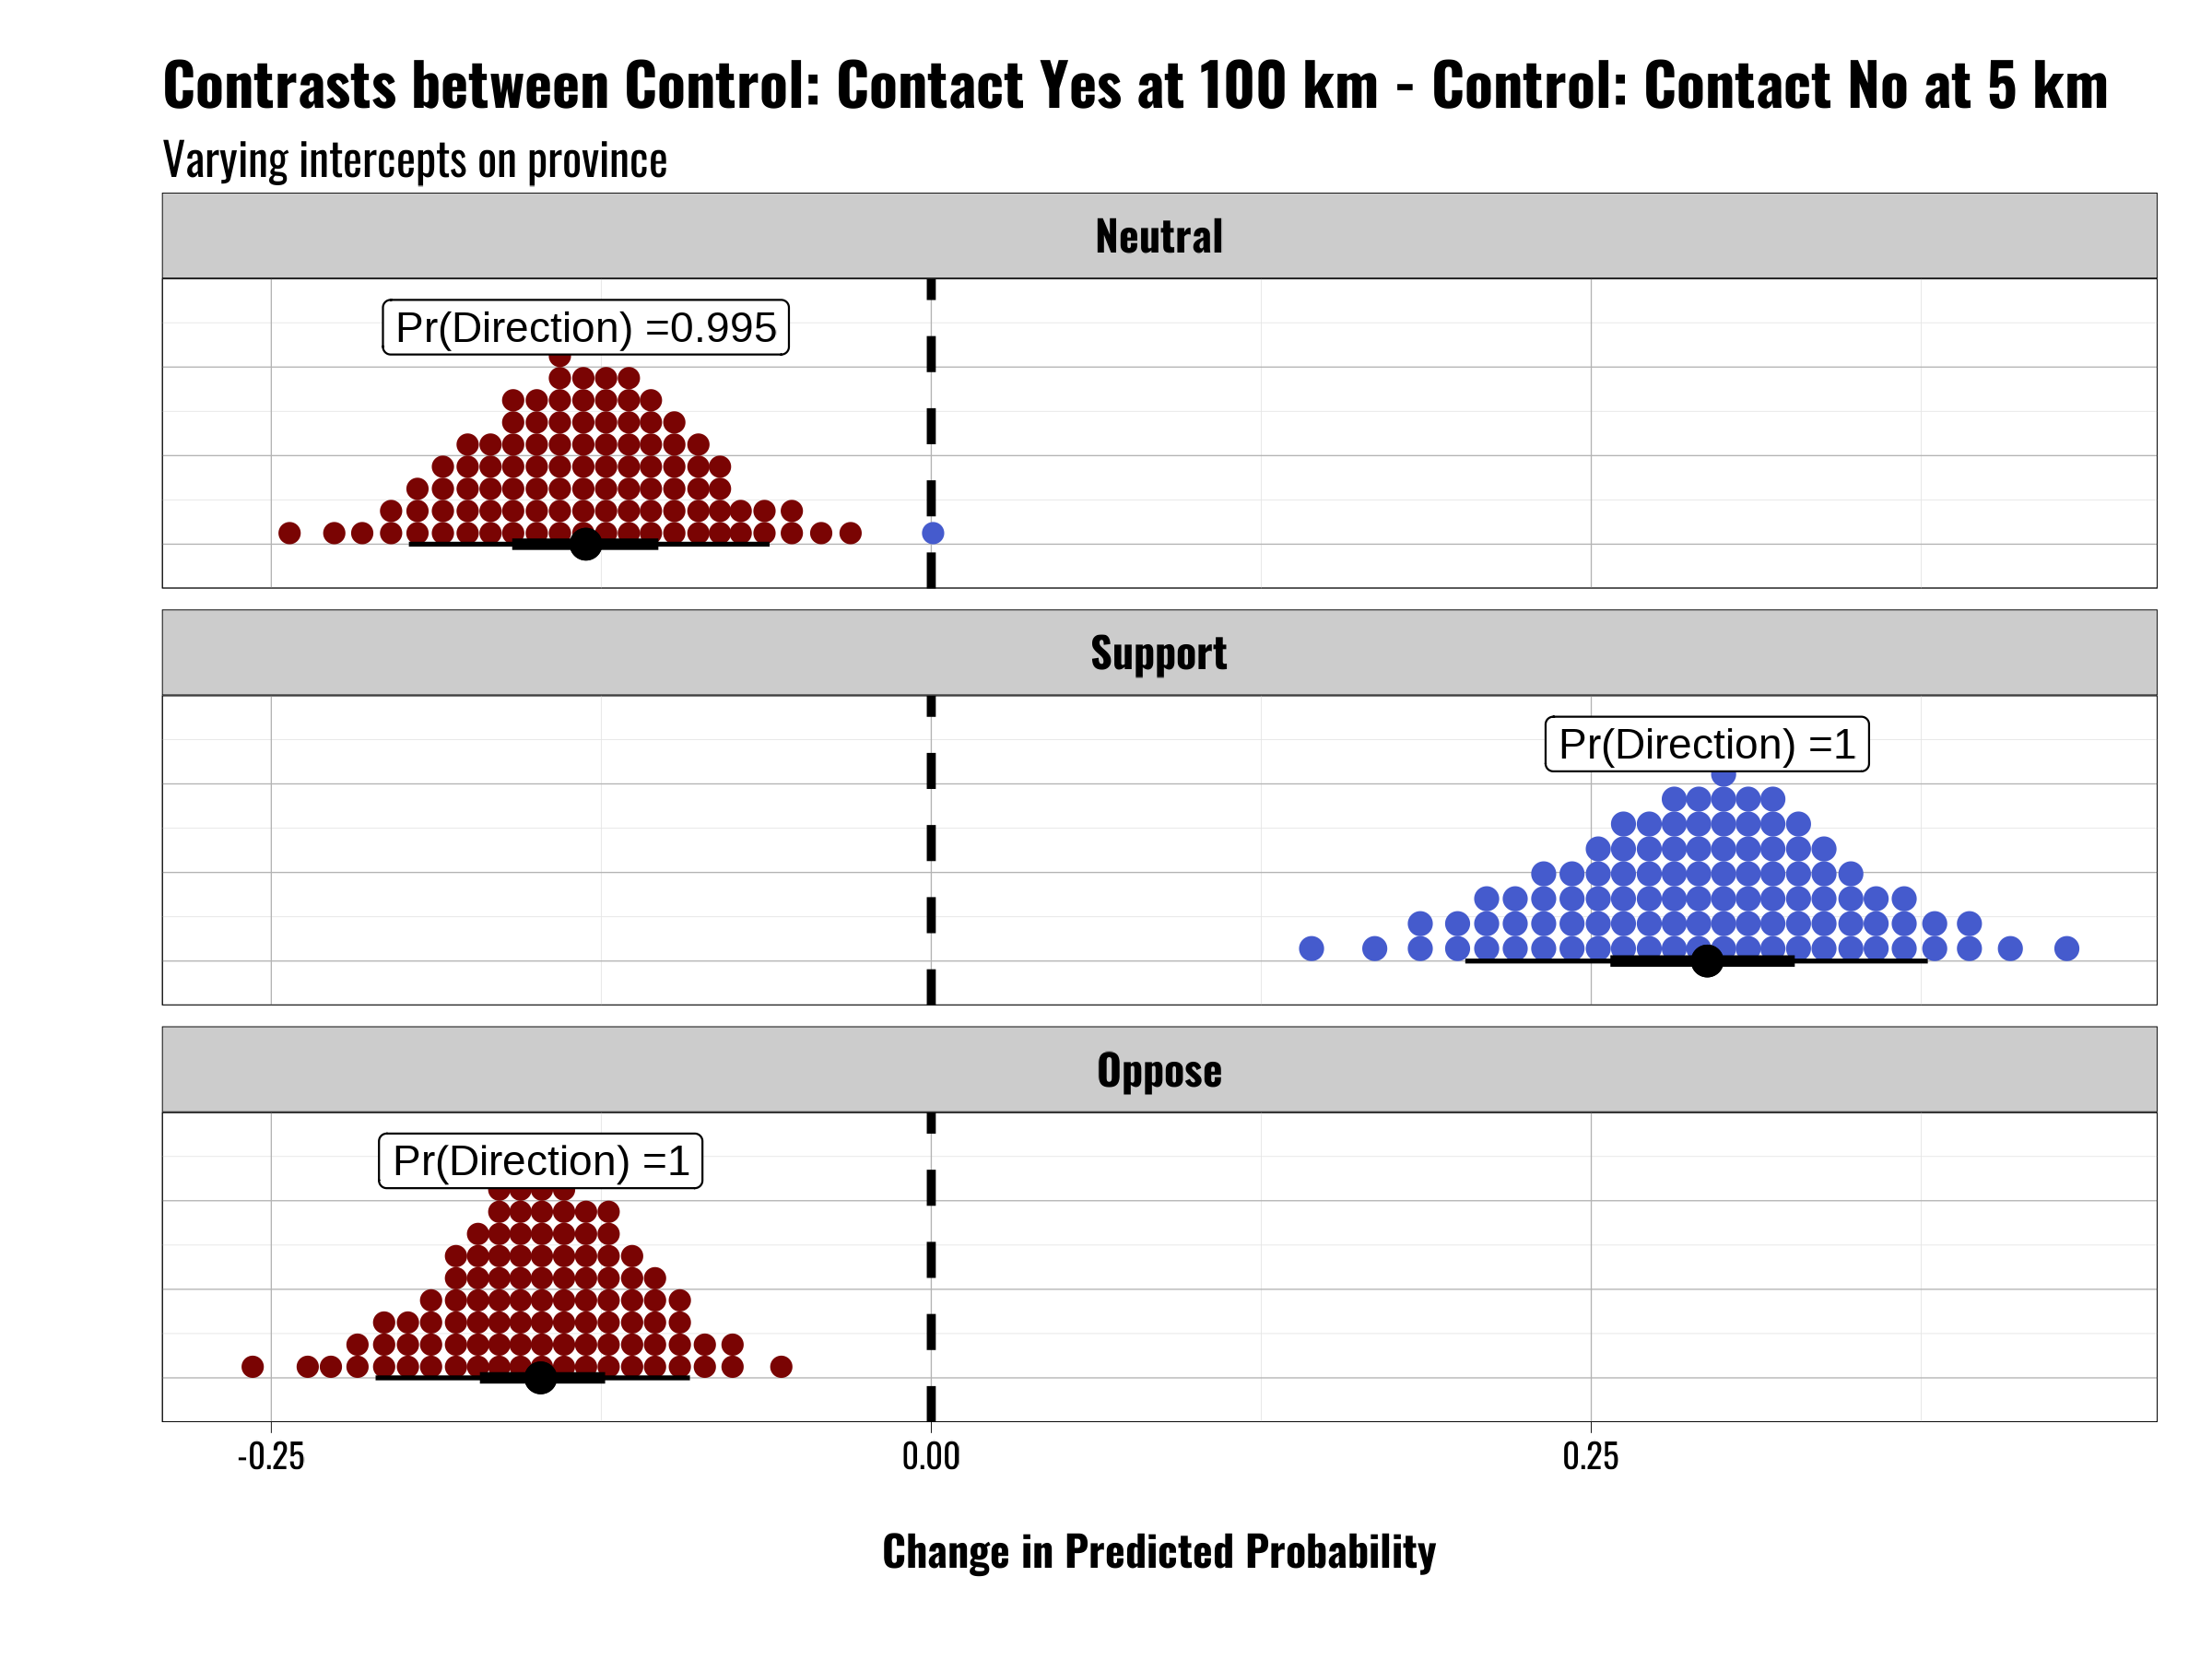 Contrasts between Control: Contact Yes at 100 km - Control: Contact No at 5 km
Varying intercepts on province
Neutral
Pr(Direction) =0.995
Support
Pr(Direction) =1
Oppose
Pr(Direction) =1
-0.25 0.00 0.25
Change in Predicted Probability